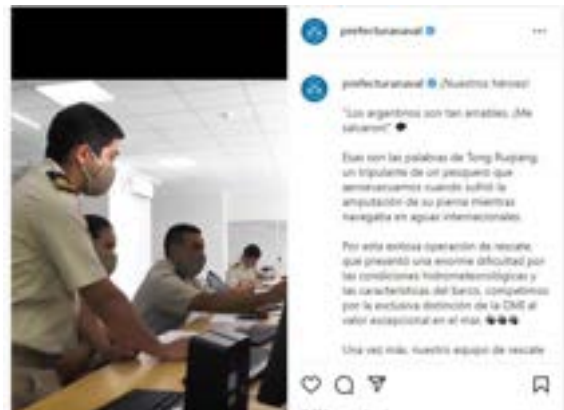 prefecturanaval
prefecturanaval ¡Nuestros héroes!
"Los argentinos son tan amables. ¡Me
salvaron!"
Esas son las palabras de Tong Ruqiang,
un tripulante de un pesquero que
aeroevacuamos cuando sufrió la
amputación de su pierna mientras
navegaba en aguas internacionales.
Por esta exitosa operación de rescate,
que presentó una enorme dificultad por
las condiciones hidrometeorológicas y
las características del barco, competimos
por la exclusiva distinción de la OMI al
valor excepcional en el mar.
Una vez más, nuestro equipo de rescate